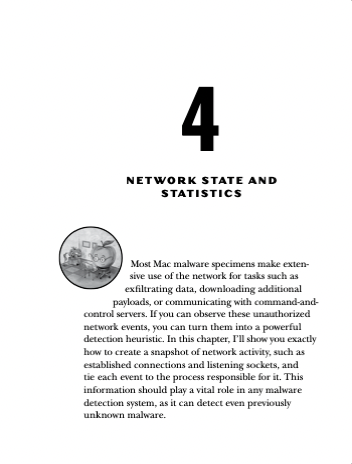 4
NETWORK STATE AND
STATISTICS
Most Mac malware specimens make exten-
sive use of the network for tasks such as
exfiltrating data, downloading additional
payloads, or communicating with command-and-
control servers. If you can observe these unauthorized
network events, you can turn them into a powerful
detection heuristic. In this chapter, I'll show you exactly
how to create a snapshot of network activity, such as
established connections and listening sockets, and
tie each event to the process responsible for it. This
information should play a vital role in any malware
detection system, as it can detect even previously
unknown malware.